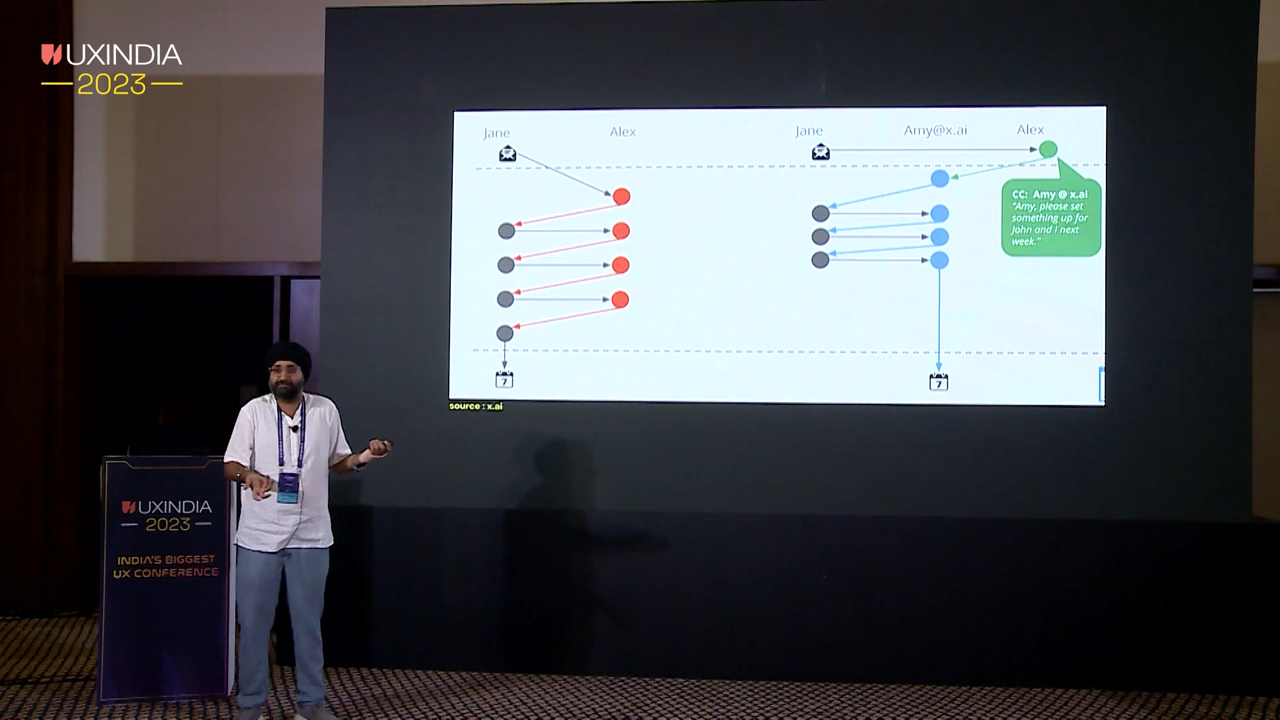 UXINDIA
2023
Jane
Alex
Jane
Amy@x.ai
Alex
CC: Amy @ x.ai
"Amy, please set
something up for
John and I next
week."
7
7
source : x.ai
UXINDIA
2023
INDIA'S BIGGEST
UX CONFERENCE